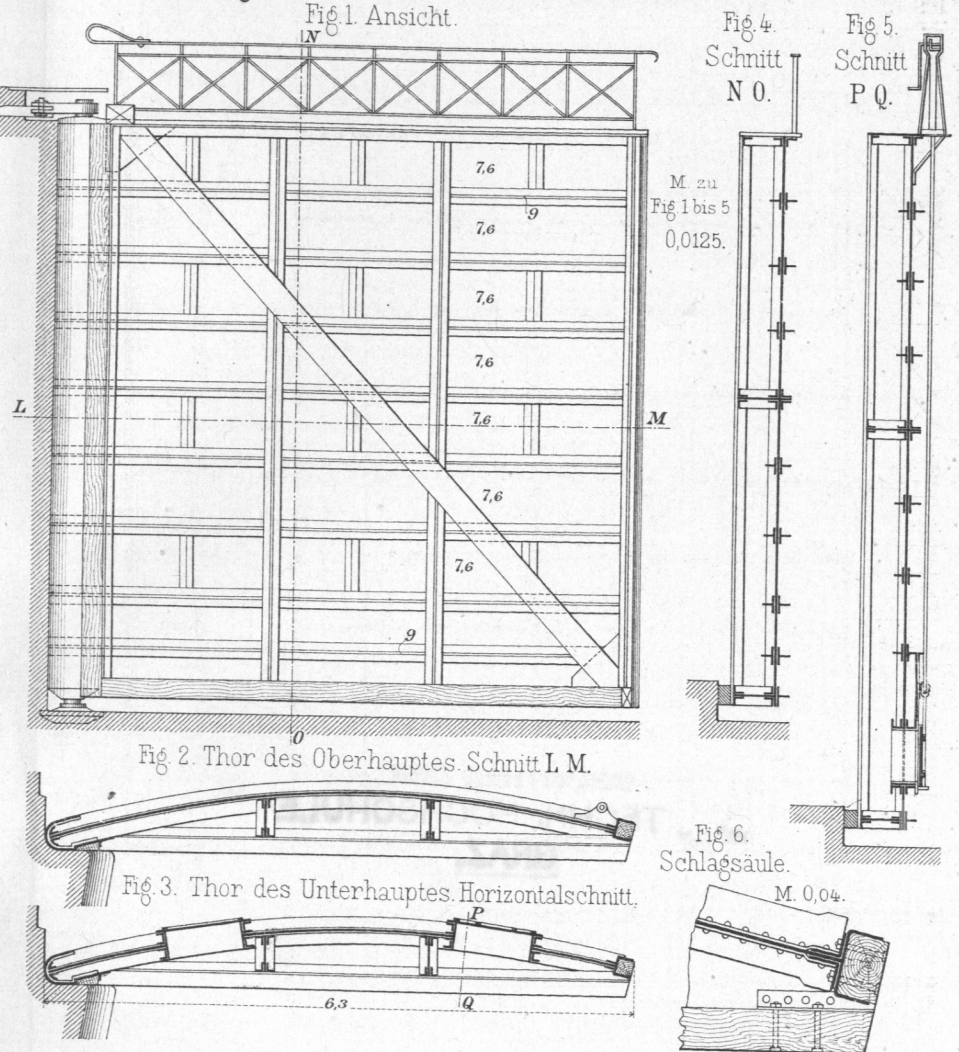 Fig. 1. Ansicht.
N
Fig. 4.
Schnitt
N O.
Fig. 5.
Schnitt
P Q.
7,6
9
7,6
M. zu
Fig. 1 bis 5
0,0125.
7,6
7,6
L
7,6
M
7,6
7,6
9
O
Fig. 2. Thor des Oberhauptes. Schnitt L M.
Fig. 6.
Schlagsäule.
M. 0,04.
Fig. 3. Thor des Unterhauptes. Horizontalschnitt.
P
6,3
Q